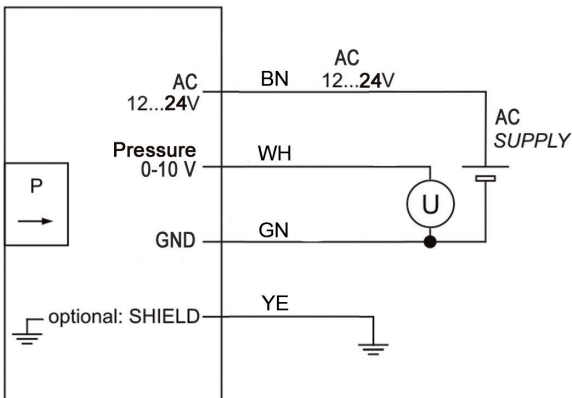 AC
12...24V
BN
AC
12...24V
AC
SUPPLY
Pressure
0-10 V
WH
P
U
GND
GN
optional: SHIELD
YE